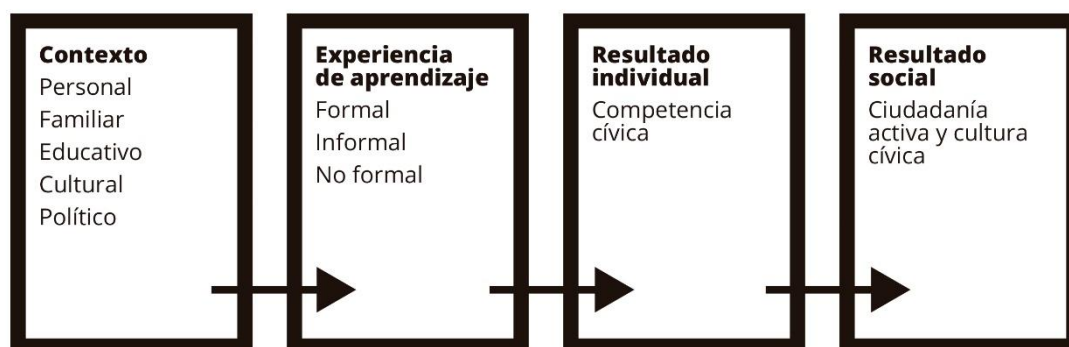 Contexto
Personal
Familiar
Educativo
Cultural
Político
Experiencia
de aprendizaje
Formal
Informal
No formal
Resultado
individual
Competencia
cívica
Resultado
social
Ciudadanía
activa y cultura
cívica